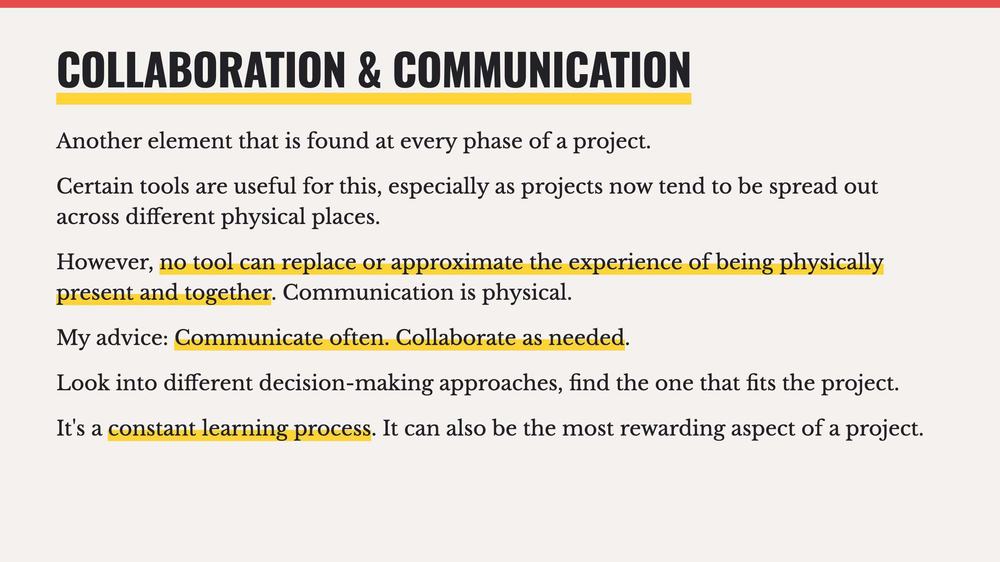 COLLABORATION & COMMUNICATION
Another element that is found at every phase of a project.
Certain tools are useful for this, especially as projects now tend to be spread out
across different physical places.
However, no tool can replace or approximate the experience of being physically
present and together. Communication is physical.
My advice: Communicate often. Collaborate as needed.
Look into different decision-making approaches, find the one that fits the project.
It's a constant learning process. It can also be the most rewarding aspect of a project.